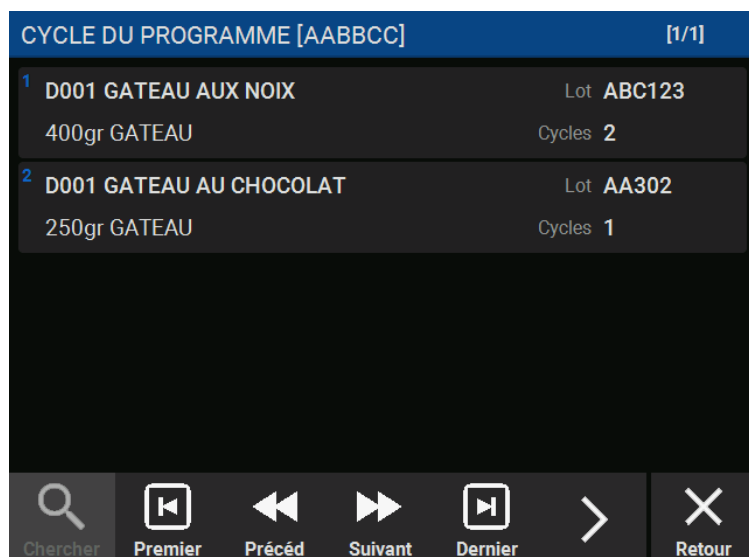 CYCLE DU PROGRAMME [AABBCC] [1/1]
1 D001 GATEAU AUX NOIX Lot ABC123
400gr GATEAU Cycles 2
2 D001 GATEAU AU CHOCOLAT Lot AA302
250gr GATEAU Cycles 1
Chercher Premier Précéd Suivant Dernier Retour